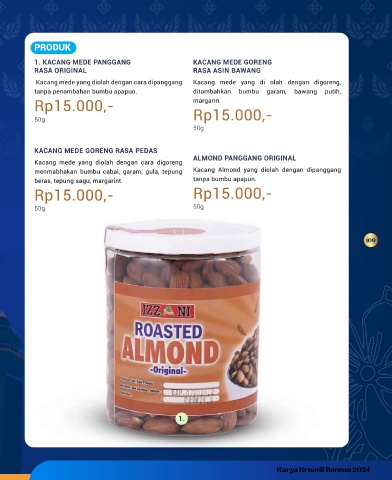 PRODUK
1. KACANG MEDE PANGGANG
RASA ORIGINAL
Kacang mede yang diolah dengan cara dipanggang
tanpa penambahan bumbu apapun.
Rp15.000,-
50g
KACANG MEDE GORENG
RASA ASIN BAWANG
Kacang mede yang di olah dengan digoreng,
ditambahkan bumbu garam, bawang putih,
margarin.
Rp15.000,-
50g
KACANG MEDE GORENG RASA PEDAS
Kacang mede yang diolah dengan cara digoreng
menmabhakan bumbu cabai, garam, gula, tepung
beras, tepung sagu, margarint.
Rp15.000,-
50g
ALMOND PANGGANG ORIGINAL
Kacang Almond yang diolah dengan dipanggang
tanpa bumbu apapun.
Rp15.000,-
50g
109
IZZANI
ROASTED
ALMOND
-Original-
1.
Karya Kreatif Banten 2024